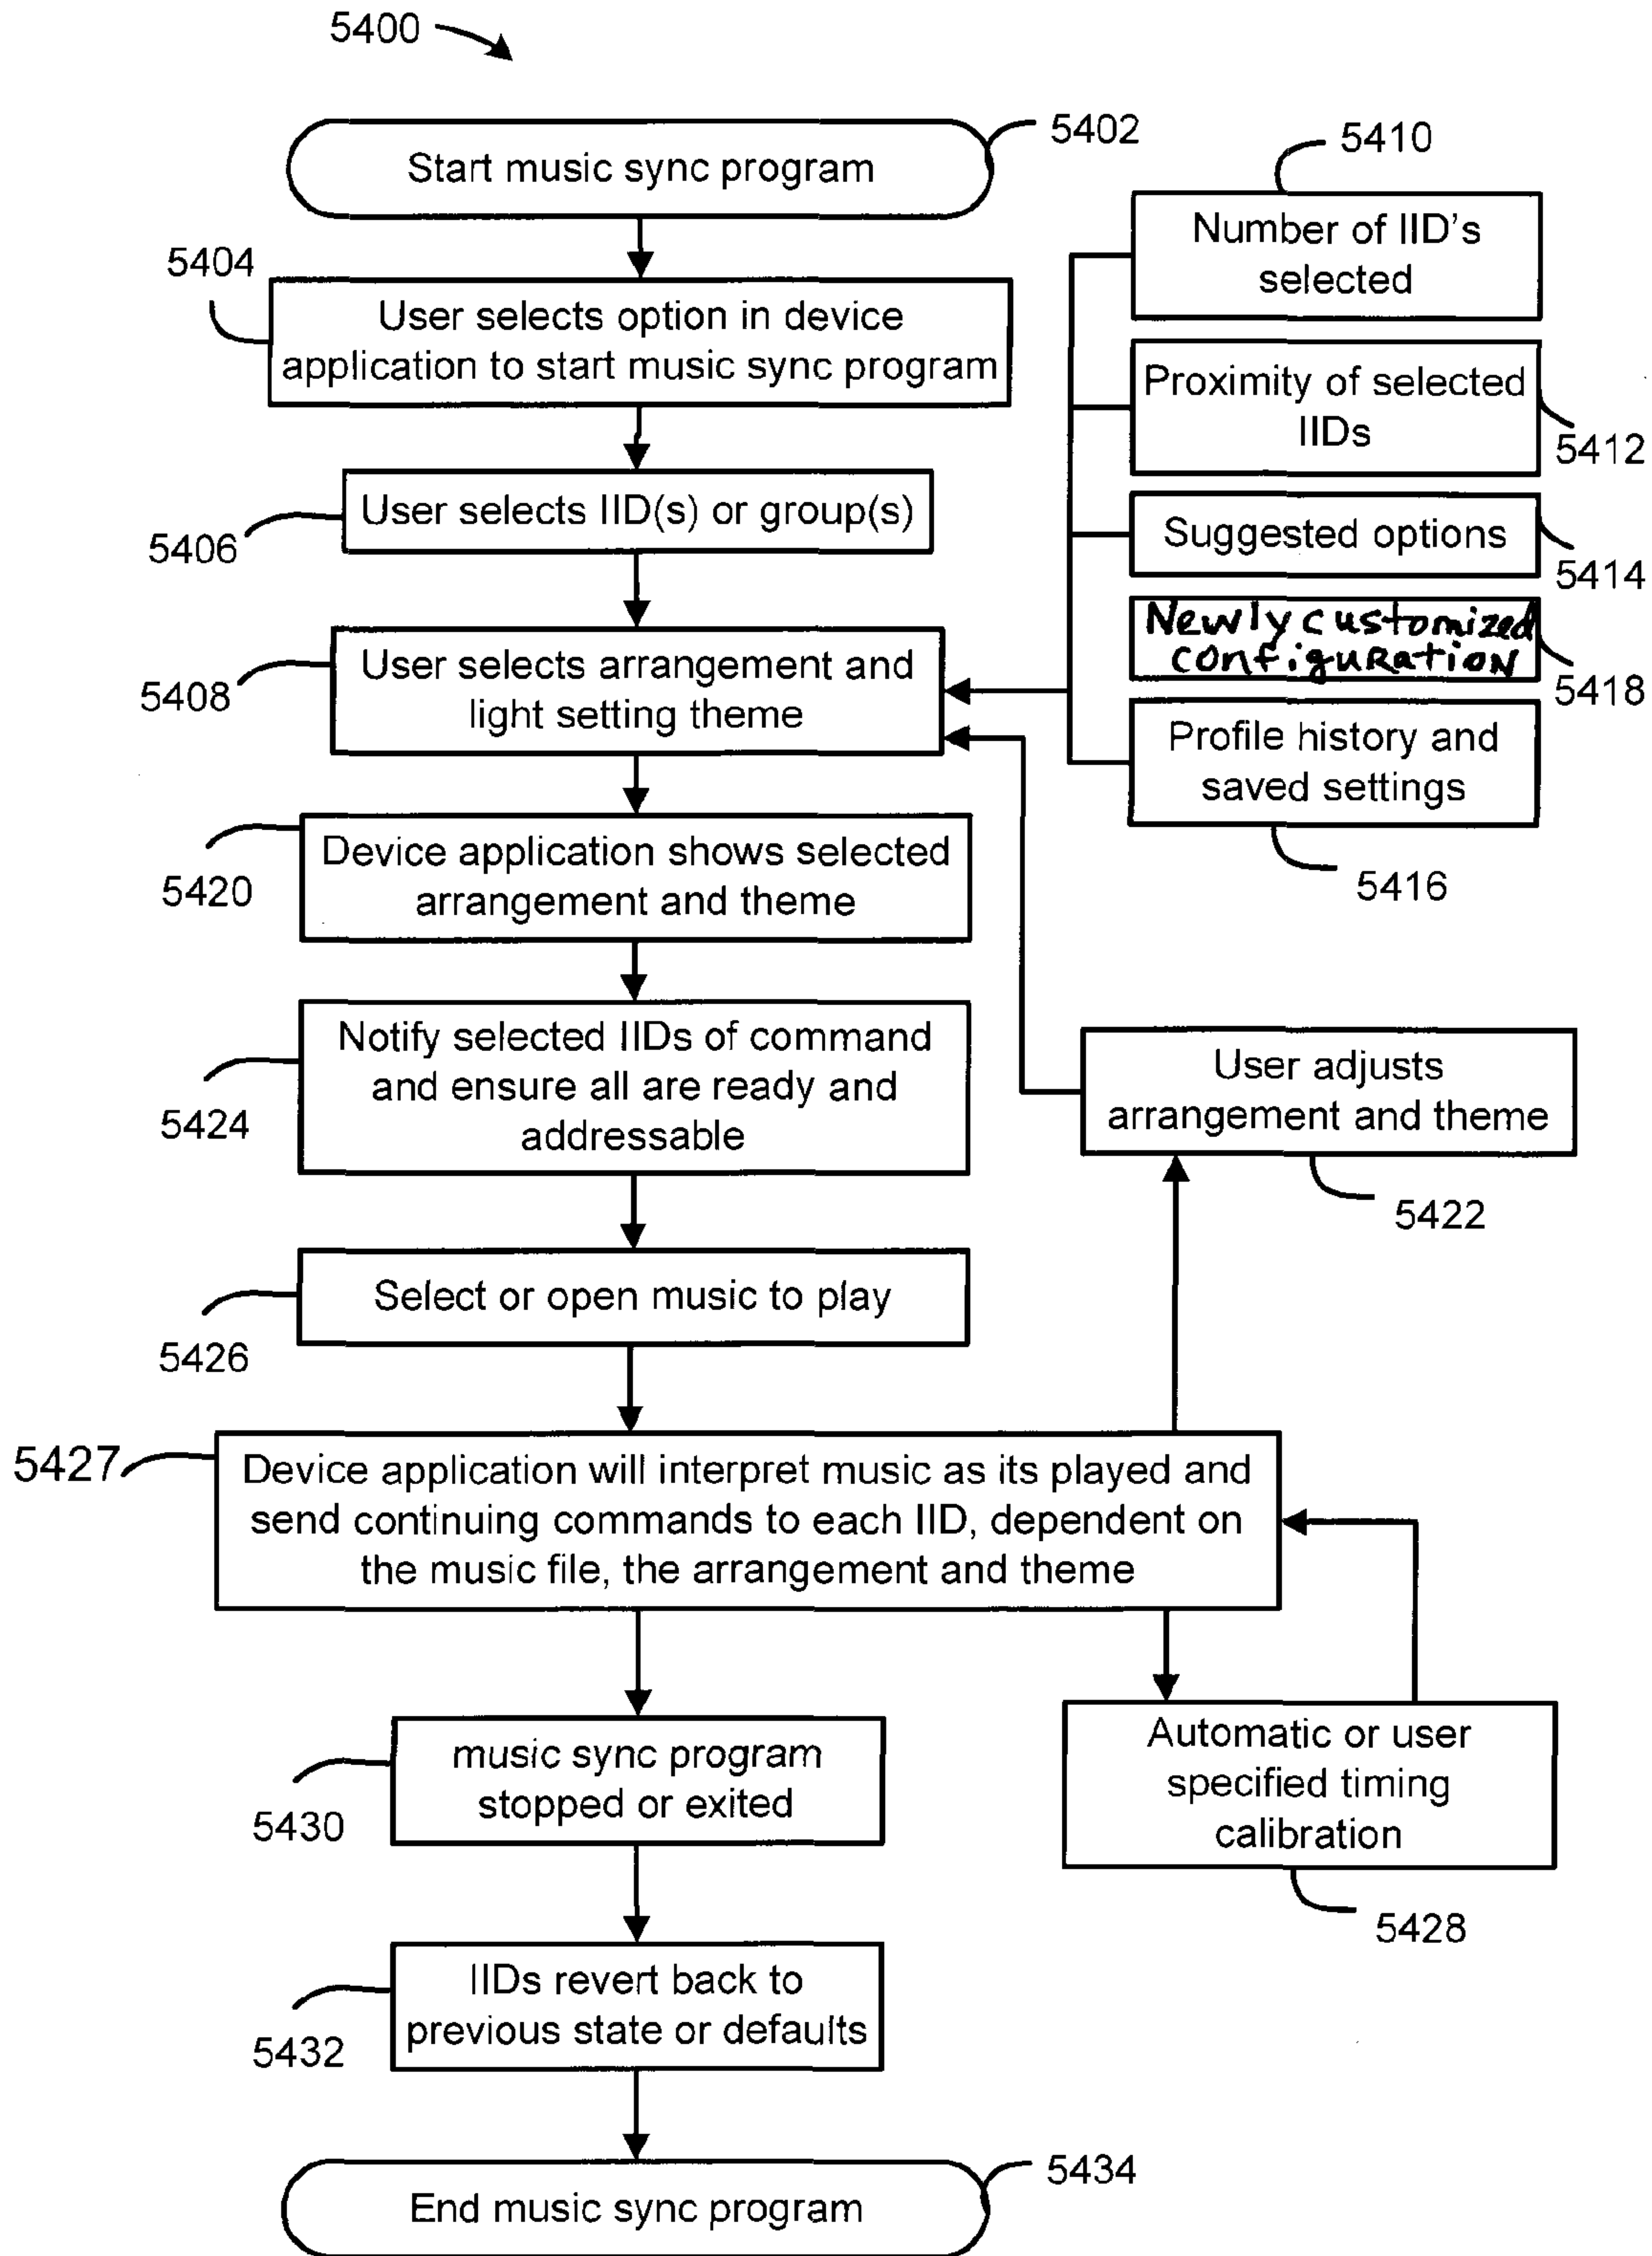 5400
5402
Start music sync program
5404
User selects option in device
application to start music sync program
User selects IID(s) or group(s)
5406
User selects arrangement and
light setting theme
5408
5410
Number of IID's
selected
Proximity of selected
IIDs
5412
Suggested options
5414
Newly customized
configuration
5418
Profile history and
saved settings
5416
Device application shows selected
arrangement and theme
5420
Notify selected IIDs of command
and ensure all are ready and
addressable
5424
User adjusts
arrangement and theme
5422
Select or open music to play
5426
5427
Device application will interpret music as its played and
send continuing commands to each IID, dependent on
the music file, the arrangement and theme
music sync program
stopped or exited
5430
Automatic or user
specified timing
calibration
5428
IIDs revert back to
previous state or defaults
5432
5434
End music sync program